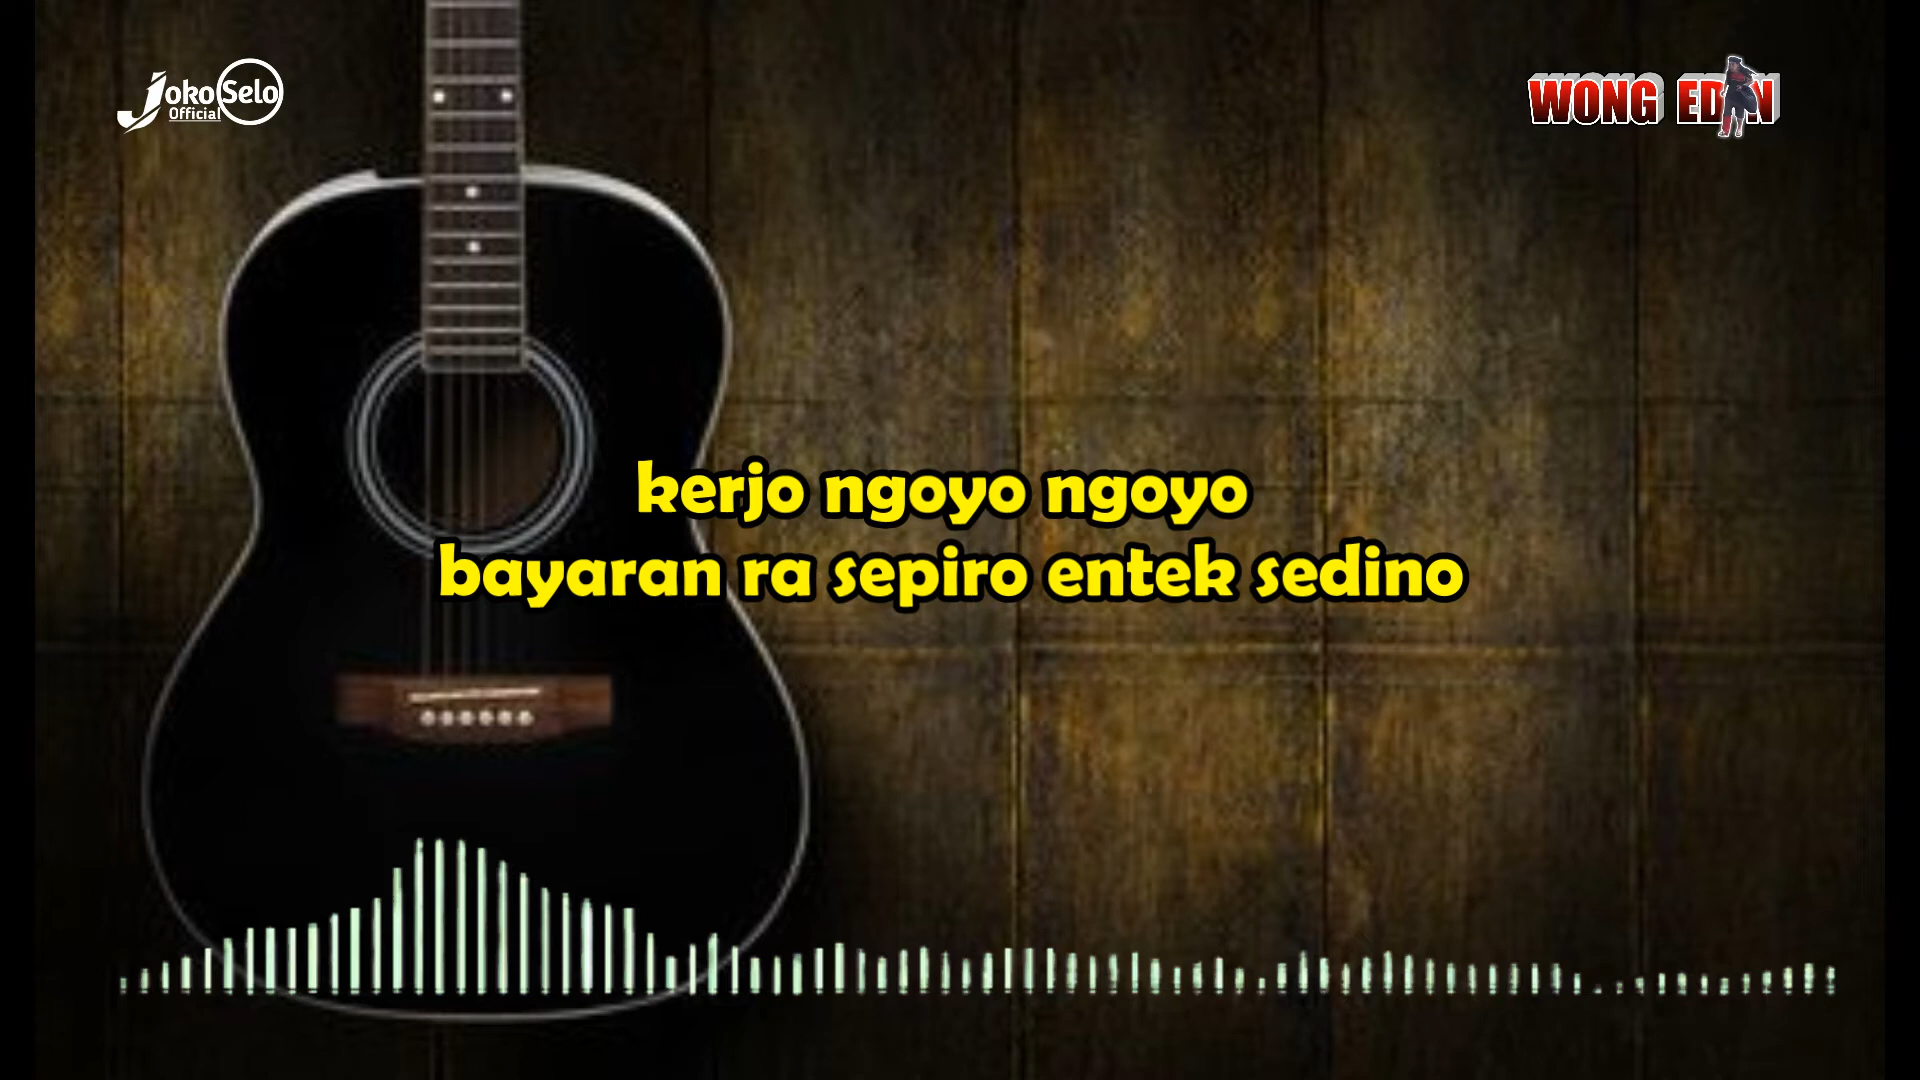 Joko Selo
Official
WONG EDAN
kerjo ngoyo ngoyo
bayaran ra sepiro entek sedino